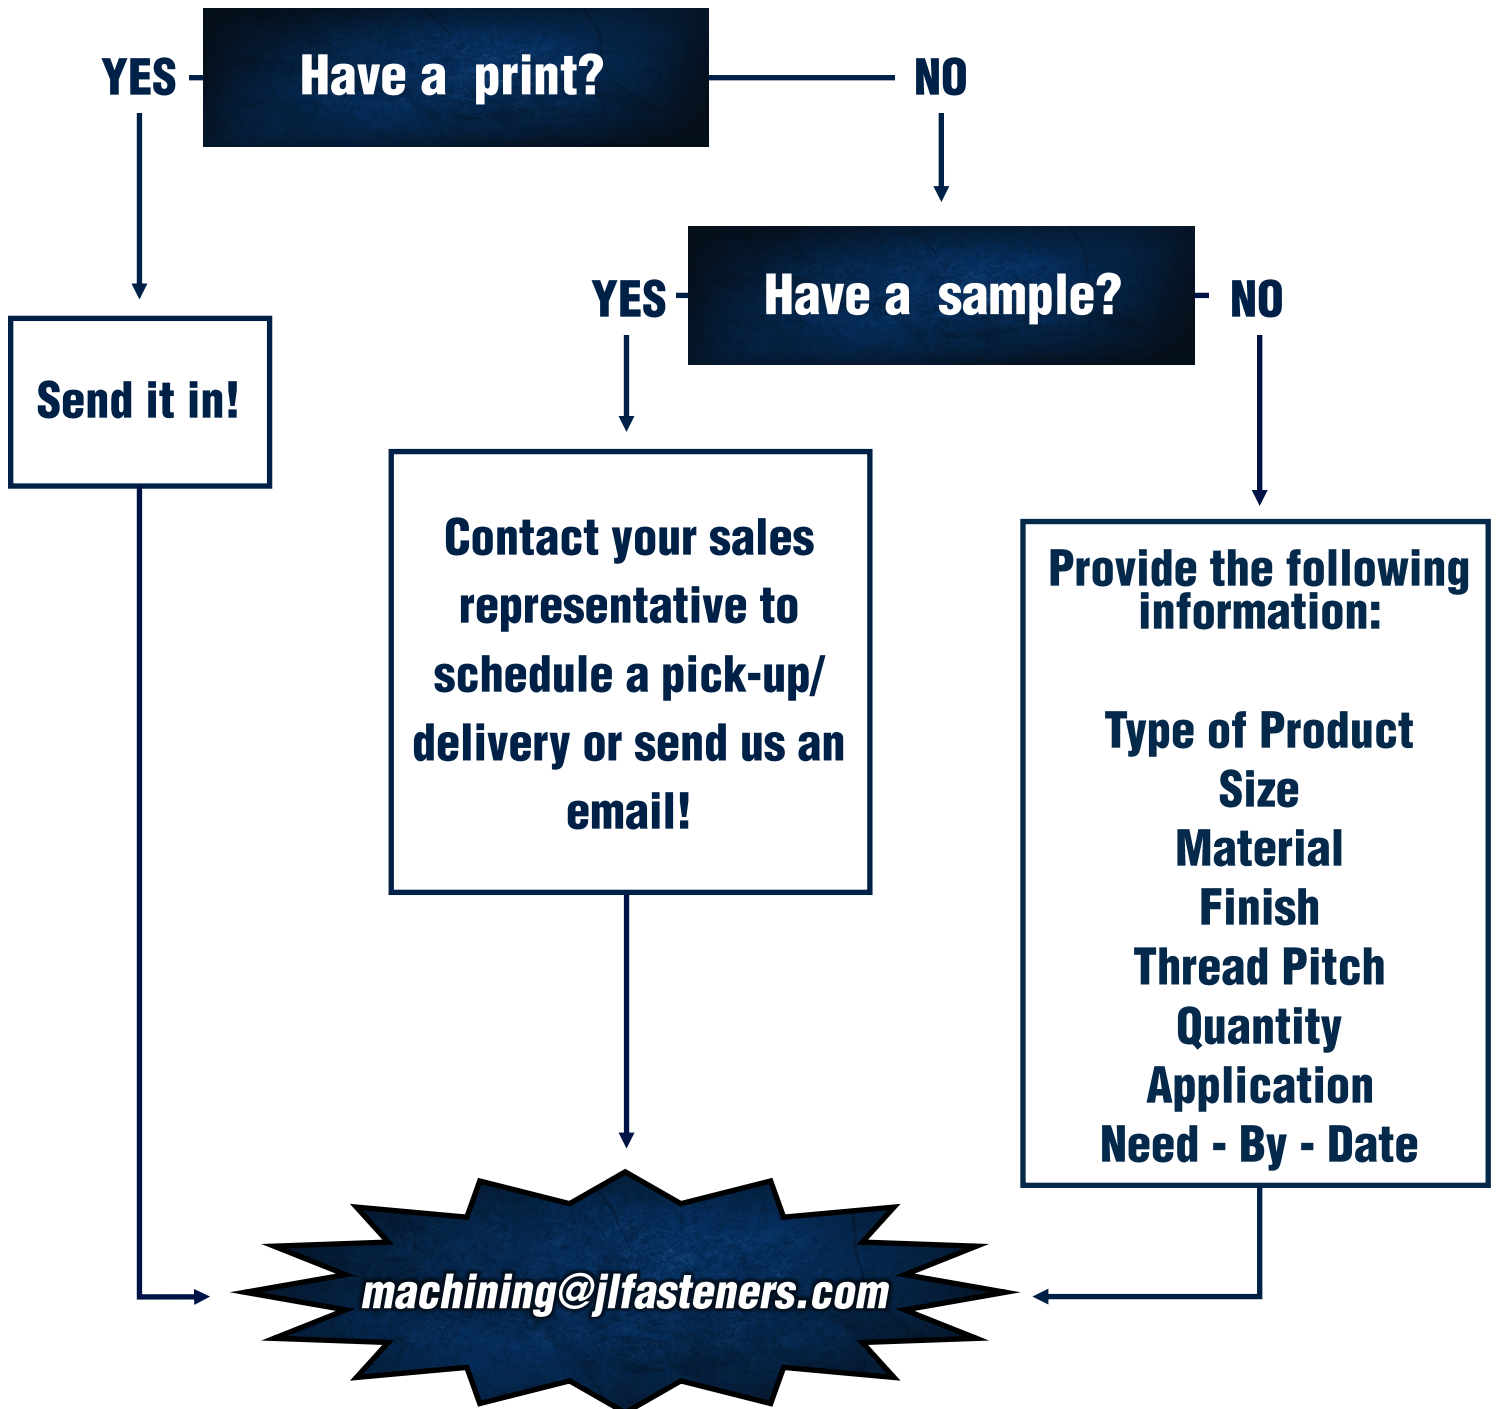 YES
Have a print?
NO
YES
Have a sample?
NO
Send it in!
Contact your sales
representative to
schedule a pick-up/
delivery or send us an
email!
Provide the following
information:
Type of Product
Size
Material
Finish
Thread Pitch
Quantity
Application
Need - By - Date
machining@jlfasteners.com